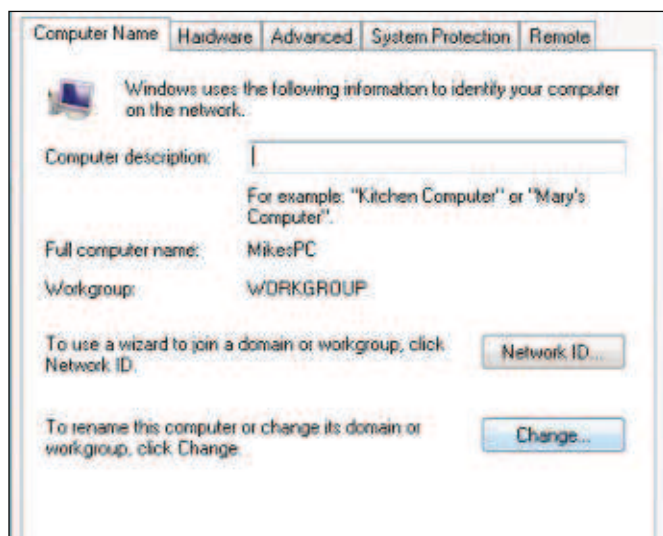 Computer Name Hardware Advanced System Protection Remote
Windows uses the following information to identify your computer
on the network.
Computer description:
For example: "Kitchen Computer" or "Mary's
Computer".
Full computer name: MikesPC
Workgroup: WORKGROUP
To use a wizard to join a domain or workgroup, click
Network ID.
Network ID...
To rename this computer or change its domain or
workgroup, click Change.
Change...